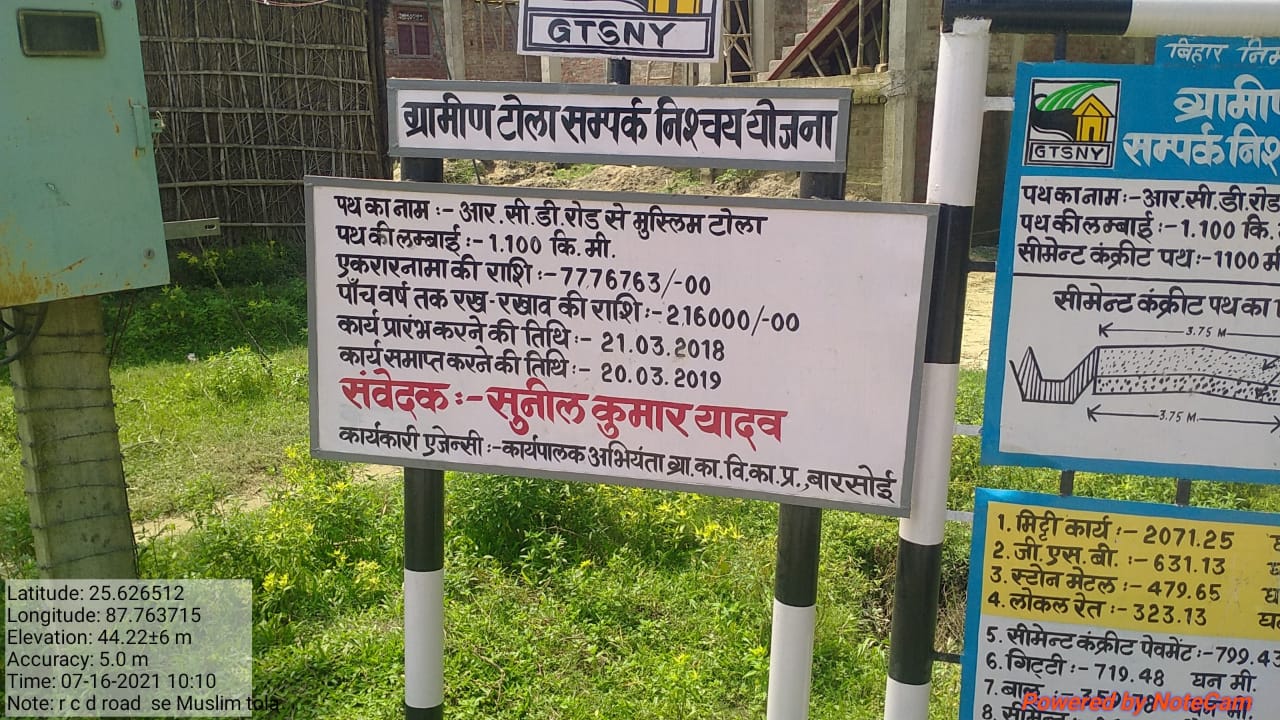 GTSNY
ग्रामीण टोला सम्पर्क निश्चय योजना
पथ का नाम :- आर.सी.डी.रोड से मुस्लिम टोला
पथ की लम्बाई :- 1.100 कि.मी.
एकरारनामा की राशि :- 7776763/-00
पाँच वर्ष तक रख-रखाव की राशि :- 216000/-00
कार्य प्रारंभ करने की तिथि :- 21.03.2018
कार्य समाप्त करने की तिथि :- 20.03.2019
संवेदक :- सुनील कुमार यादव
कार्यकारी एजेन्सी :- कार्यपालक अभियंता ग्रा.का.वि.का.प्र.,बारसोई
बिहार
GTSNY
सम्पर्क
पथ का नाम :-आर.सी.डी.रोड
पथ की लम्बाई :- 1.100 कि.
सीमेन्ट कंक्रीट पथ :-1100
सीमेन्ट कंक्रीट पथ का
3.75 M
3.75 M.
1. मिट्टी कार्य :- 2071.25
2. जी.एस.बी. :- 631.13
3. स्टोन मेटल :- 479.65
4. लोकल रेत :- 323.13
5. सीमेन्ट कंक्रीट पेवमेंट :-799.43
6. गिट्टी :- 719.48 घन मी.
7.
8.
Latitude: 25.626512
Longitude: 87.763715
Elevation: 44.22±6 m
Accuracy: 5.0 m
Time: 07-16-2021 10:10
Note: r c d road se Muslim tola
Powered by NoteCam